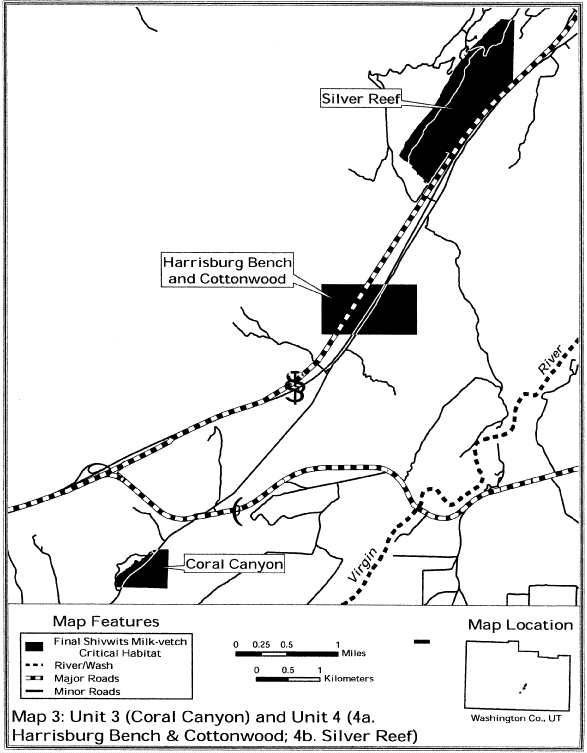 Silver Reef
Harrisburg Bench
and Cottonwood
River
Virgin
Coral Canyon
Map Features
Final Shivwits Milk-vetch
Critical Habitat
River/Wash
Major Roads
Minor Roads
0 0.25 0.5 1
Miles
0 0.5 1
Kilometers
Map Location
Washington Co., UT
Map 3: Unit 3 (Coral Canyon) and Unit 4 (4a.
Harrisburg Bench & Cottonwood; 4b. Silver Reef)